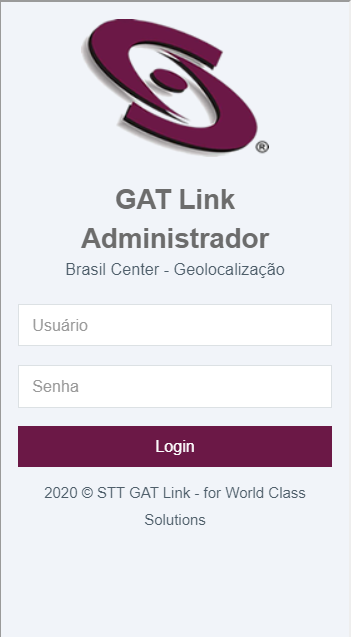 ®
GAT Link
Administrador
Brasil Center - Geolocalização
Usuário
Senha
Login
2020 © STT GAT Link - for World Class
Solutions